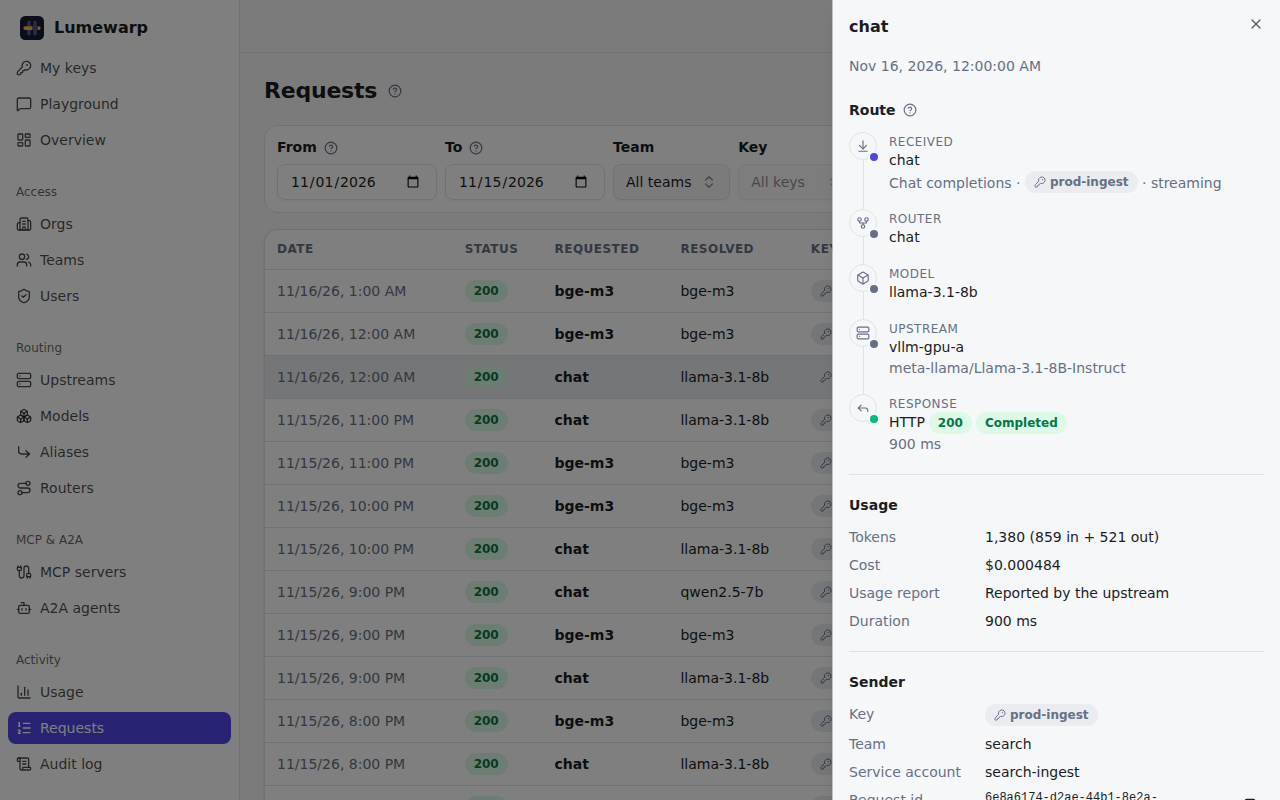 Lumewarp
My keys
Playground
Overview
Access
Orgs
Teams
Users
Routing
Upstreams
Models
Aliases
Routers
MCP & A2A
MCP servers
A2A agents
Activity
Usage
Requests
Audit log
Requests
From To Team Key
11/01/2026 11/15/2026 All teams All keys
DATE STATUS REQUESTED RESOLVED
11/16/26, 1:00 AM 200 bge-m3 bge-m3
11/16/26, 12:00 AM 200 bge-m3 bge-m3
11/16/26, 12:00 AM 200 chat llama-3.1-8b
11/15/26, 11:00 PM 200 chat llama-3.1-8b
11/15/26, 11:00 PM 200 bge-m3 bge-m3
11/15/26, 10:00 PM 200 bge-m3 bge-m3
11/15/26, 10:00 PM 200 chat llama-3.1-8b
11/15/26, 9:00 PM 200 chat qwen2.5-7b
11/15/26, 9:00 PM 200 bge-m3 bge-m3
11/15/26, 9:00 PM 200 chat llama-3.1-8b
11/15/26, 8:00 PM 200 bge-m3 bge-m3
11/15/26, 8:00 PM 200 chat llama-3.1-8b
chat
Nov 16, 2026, 12:00:00 AM
Route
RECEIVED
chat
Chat completions · prod-ingest · streaming
ROUTER
chat
MODEL
llama-3.1-8b
UPSTREAM
vllm-gpu-a
meta-llama/Llama-3.1-8B-Instruct
RESPONSE
HTTP 200 Completed
900 ms
Usage
Tokens 1,380 (859 in + 521 out)
Cost $0.000484
Usage report Reported by the upstream
Duration 900 ms
Sender
Key prod-ingest
Team search
Service account search-ingest
Request id 6e8a6174-d2ae-44b1-8e2a-